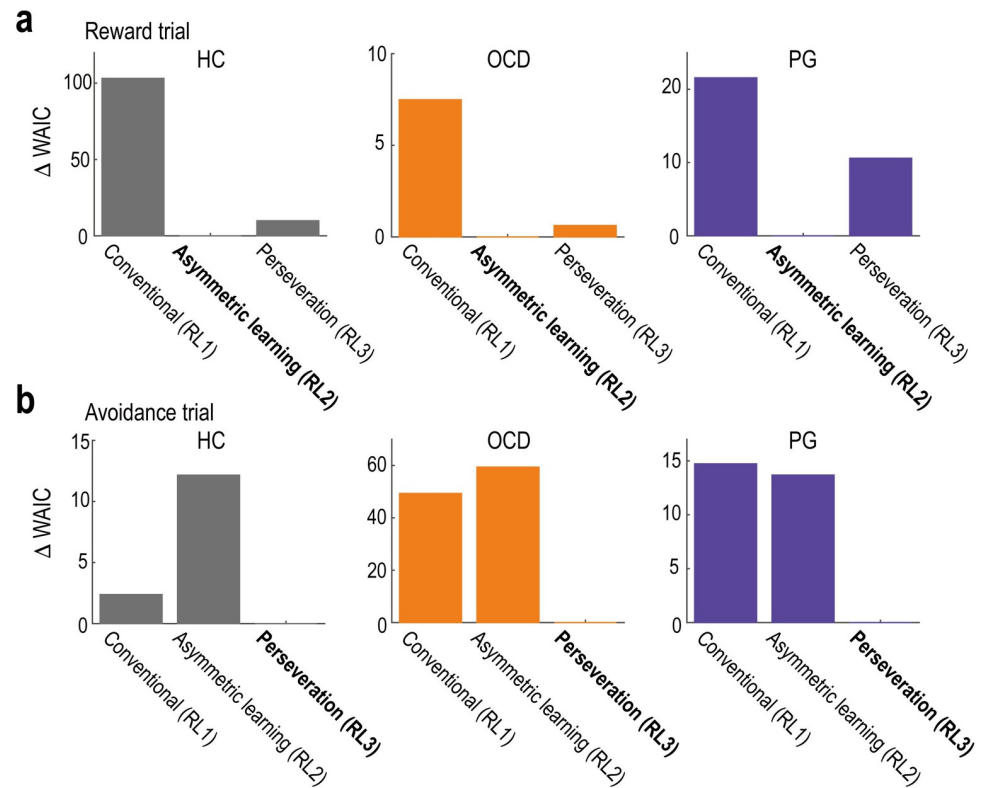 a
Reward trial
HC
OCD
PG
Δ WAIC
100
50
0
10
5
0
20
10
0
Conventional (RL1)
Asymmetric learning (RL2)
Perseveration (RL3)
Conventional (RL1)
Asymmetric learning (RL2)
Perseveration (RL3)
Conventional (RL1)
Asymmetric learning (RL2)
Perseveration (RL3)
b
Avoidance trial
HC
OCD
PG
Δ WAIC
15
10
5
0
60
40
20
0
15
10
5
0
Conventional (RL1)
Asymmetric learning (RL2)
Perseveration (RL3)
Conventional (RL1)
Asymmetric learning (RL2)
Perseveration (RL3)
Conventional (RL1)
Asymmetric learning (RL2)
Perseveration (RL3)